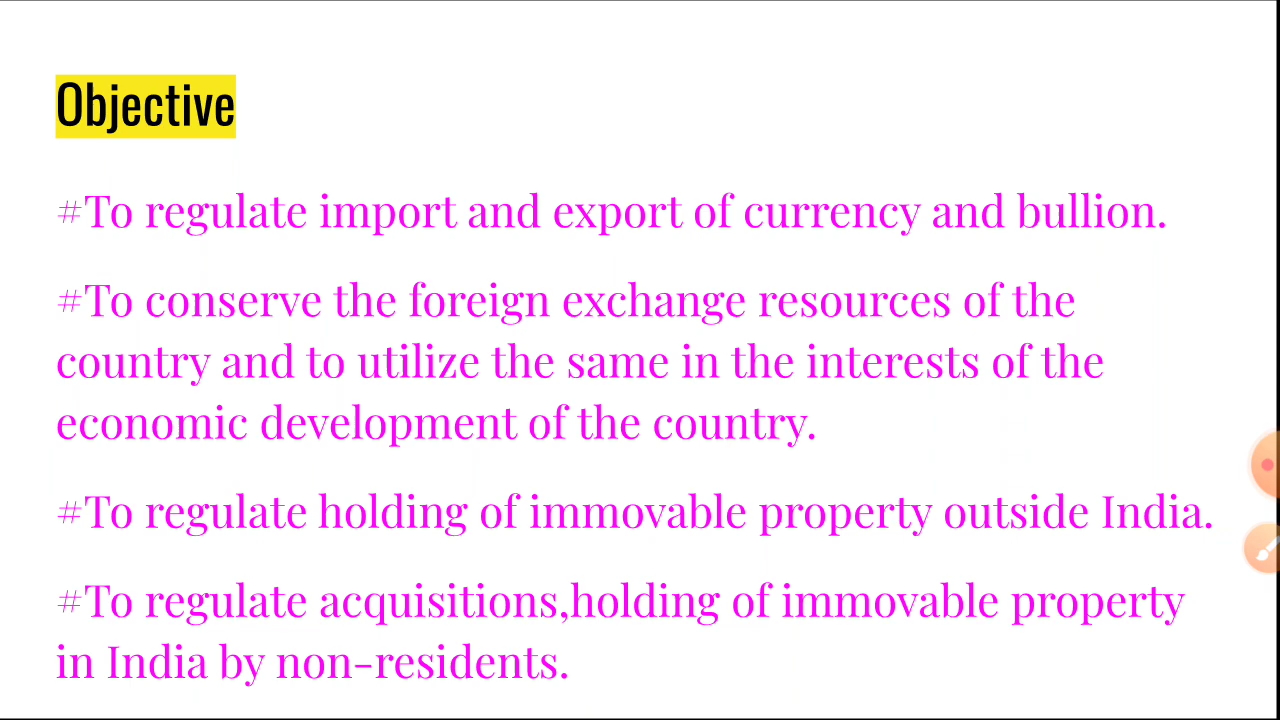 Objective
#To regulate import and export of currency and bullion.
#To conserve the foreign exchange resources of the
country and to utilize the same in the interests of the
economic development of the country.
#To regulate holding of immovable property outside India.
#To regulate acquisitions,holding of immovable property
in India by non-residents.